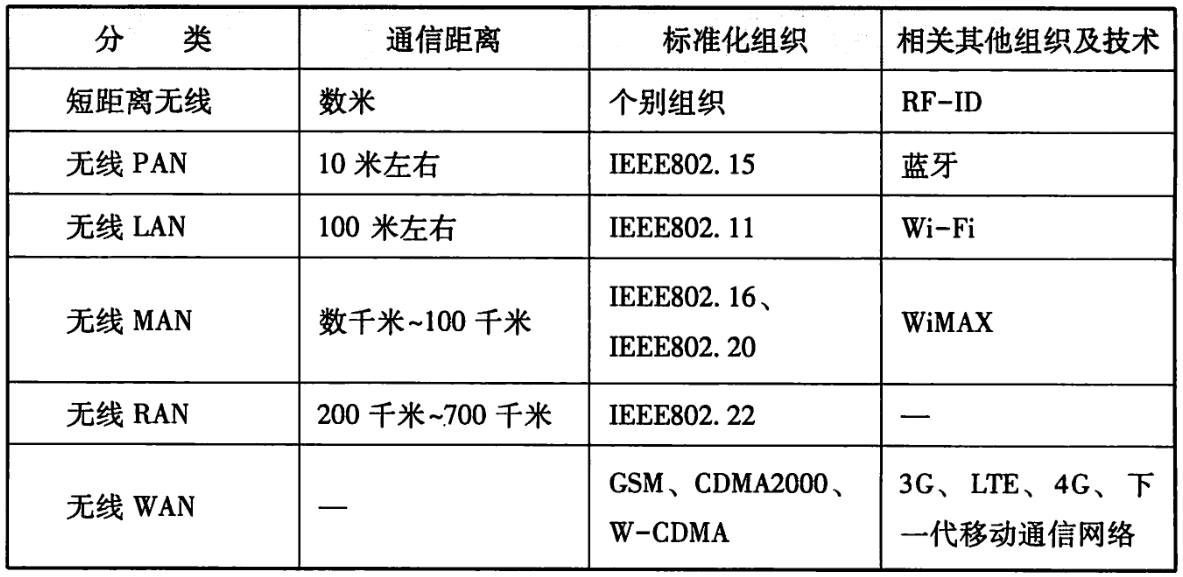 分 类 通信距离 标准化组织 相关其他组织及技术
短距离无线 数米 个别组织 RF-ID
无线 PAN 10 米左右 IEEE802. 15 蓝牙
无线 LAN 100 米左右 IEEE802. 11 Wi-Fi
无线 MAN 数千米~100 千米 IEEE802. 16、 WiMAX
IEEE802. 20
无线 RAN 200 千米~700 千米 IEEE802. 22 —
无线 WAN — GSM、CDMA2000、 3G、LTE、4G、下
W-CDMA 一代移动通信网络